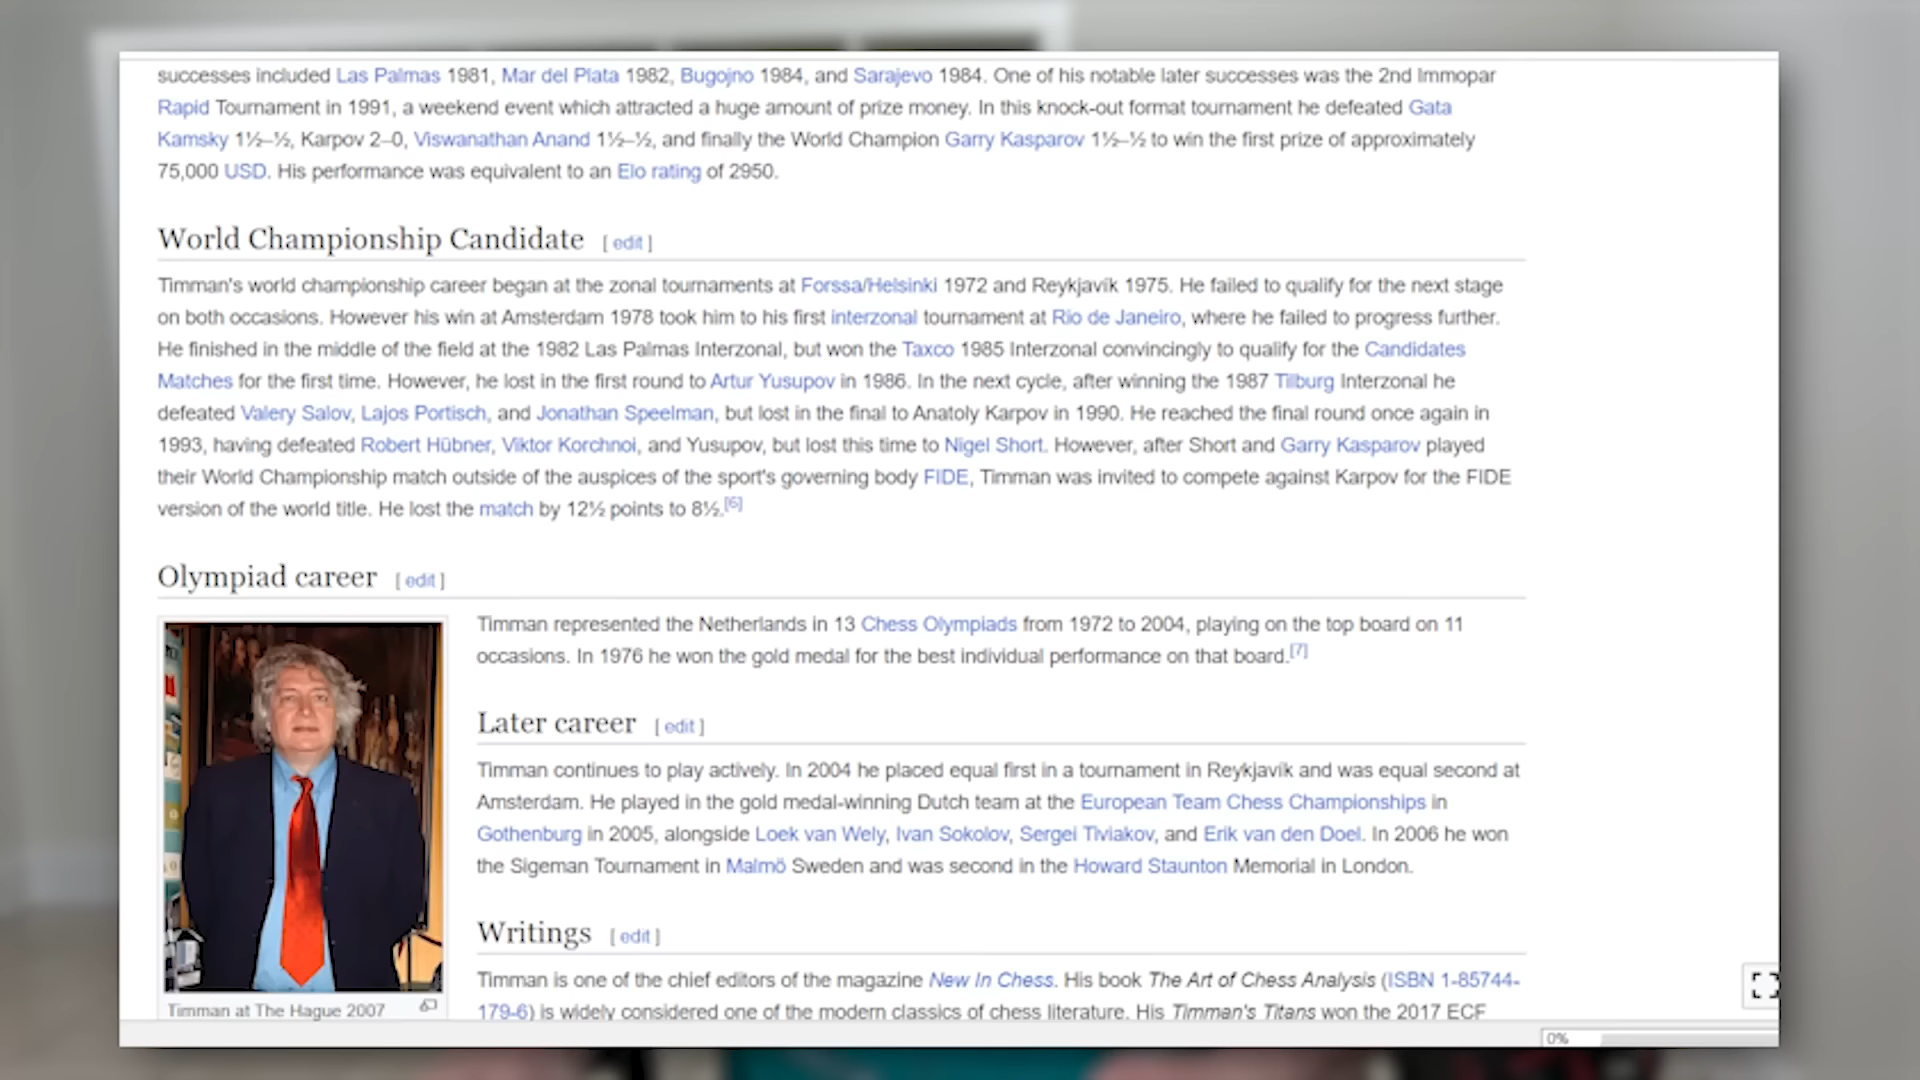 successes included Las Palmas 1981, Mar del Plata 1982, Bugojno 1984, and Sarajevo 1984. One of his notable later successes was the 2nd Immopar
Rapid Tournament in 1991, a weekend event which attracted a huge amount of prize money. In this knock-out format tournament he defeated Gata
Kamsky 1½–½, Karpov 2–0, Viswanathan Anand 1½–½, and finally the World Champion Garry Kasparov 1½–½ to win the first prize of approximately
75,000 USD. His performance was equivalent to an Elo rating of 2950.
World Championship Candidate [ edit ]
Timman's world championship career began at the zonal tournaments at Forssa/Helsinki 1972 and Reykjavik 1975. He failed to qualify for the next stage
on both occasions. However his win at Amsterdam 1978 took him to his first interzonal tournament at Rio de Janeiro, where he failed to progress further.
He finished in the middle of the field at the 1982 Las Palmas Interzonal, but won the Taxco 1985 Interzonal convincingly to qualify for the Candidates
Matches for the first time. However, he lost in the first round to Artur Yusupov in 1986. In the next cycle, after winning the 1987 Tilburg Interzonal he
defeated Valery Salov, Lajos Portisch, and Jonathan Speelman, but lost in the final to Anatoly Karpov in 1990. He reached the final round once again in
1993, having defeated Robert Hübner, Viktor Korchnoi, and Yusupov, but lost this time to Nigel Short. However, after Short and Garry Kasparov played
their World Championship match outside of the auspices of the sport's governing body FIDE, Timman was invited to compete against Karpov for the FIDE
version of the world title. He lost the match by 12½ points to 8½.[6]
Olympiad career [ edit ]
Timman represented the Netherlands in 13 Chess Olympiads from 1972 to 2004, playing on the top board on 11
occasions. In 1976 he won the gold medal for the best individual performance on that board.[7]
Later career [ edit ]
Timman continues to play actively. In 2004 he placed equal first in a tournament in Reykjavik and was equal second at
Amsterdam. He played in the gold medal-winning Dutch team at the European Team Chess Championships in
Gothenburg in 2005, alongside Loek van Wely, Ivan Sokolov, Sergei Tiviakov, and Erik van den Doel. In 2006 he won
the Sigeman Tournament in Malmö Sweden and was second in the Howard Staunton Memorial in London.
Writings [ edit ]
Timman is one of the chief editors of the magazine New In Chess. His book The Art of Chess Analysis (ISBN 1-85744-
179-6) is widely considered one of the modern classics of chess literature. His Timman's Titans won the 2017 ECF
Timman at The Hague 2007
0%